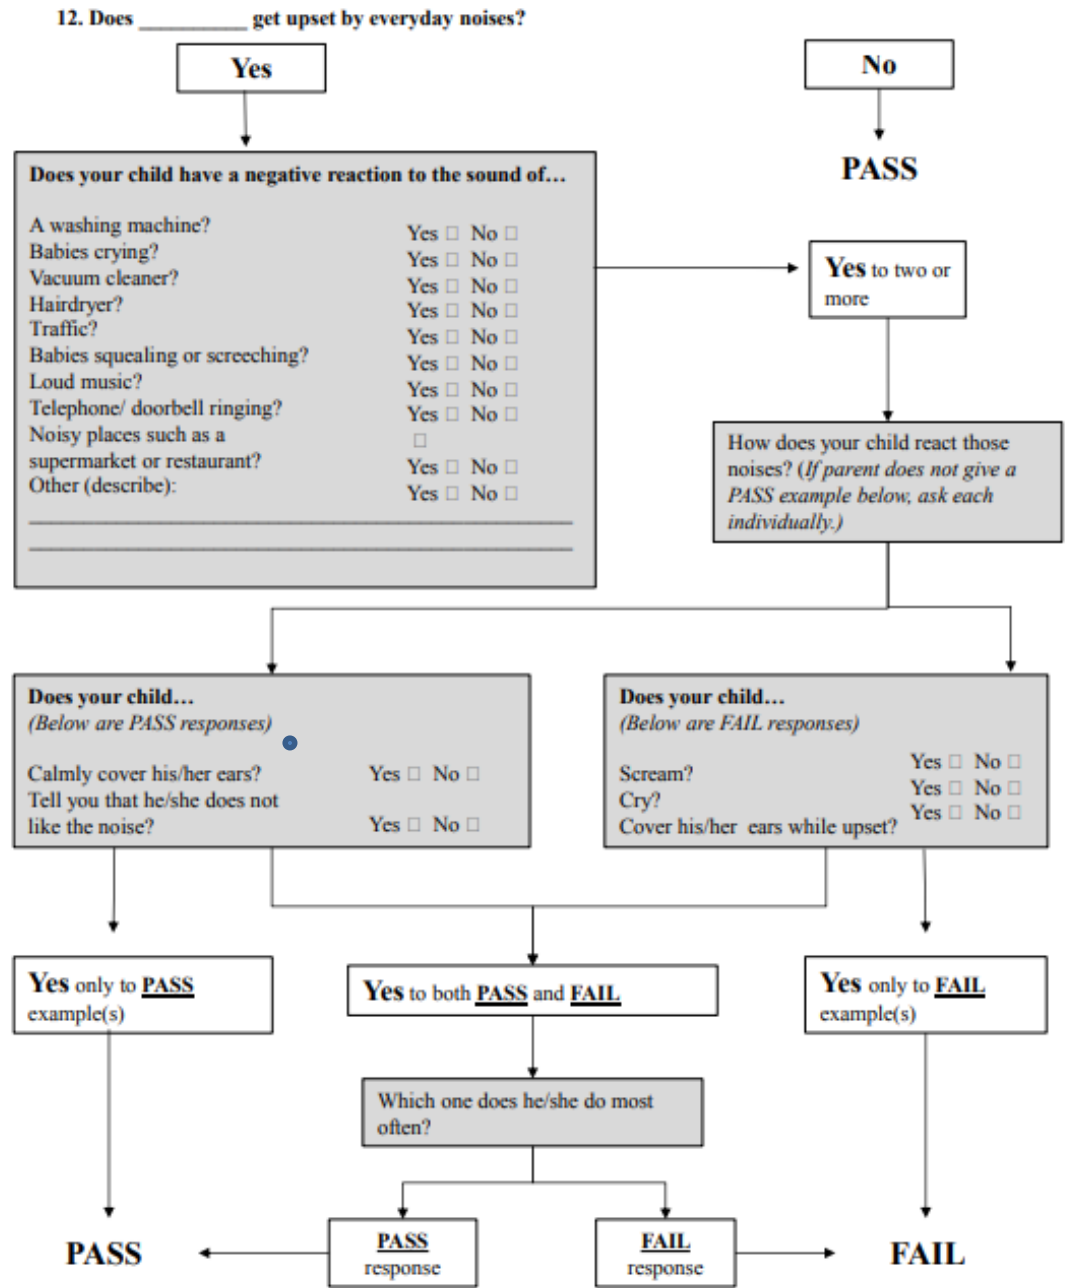 12. Does __________ get upset by everyday noises?
Yes
No
PASS
Does your child have a negative reaction to the sound of…
A washing machine? Yes □ No □
Babies crying? Yes □ No □
Vacuum cleaner? Yes □ No □
Hairdryer? Yes □ No □
Traffic? Yes □ No □
Babies squealing or screeching? Yes □ No □
Loud music? Yes □ No □
Telephone/ doorbell ringing? Yes □ No □
Noisy places such as a □
supermarket or restaurant? Yes □ No □
Other (describe): Yes □ No □
Yes to two or
more
How does your child react those
noises? (If parent does not give a
PASS example below, ask each
individually.)
Does your child…
(Below are PASS responses)
Calmly cover his/her ears? Yes □ No □
Tell you that he/she does not
like the noise? Yes □ No □
Does your child…
(Below are FAIL responses)
Scream? Yes □ No □
Cry? Yes □ No □
Cover his/her ears while upset? Yes □ No □
Yes only to PASS
example(s)
Yes to both PASS and FAIL
Yes only to FAIL
example(s)
Which one does he/she do most
often?
PASS
PASS
response
FAIL
response
FAIL